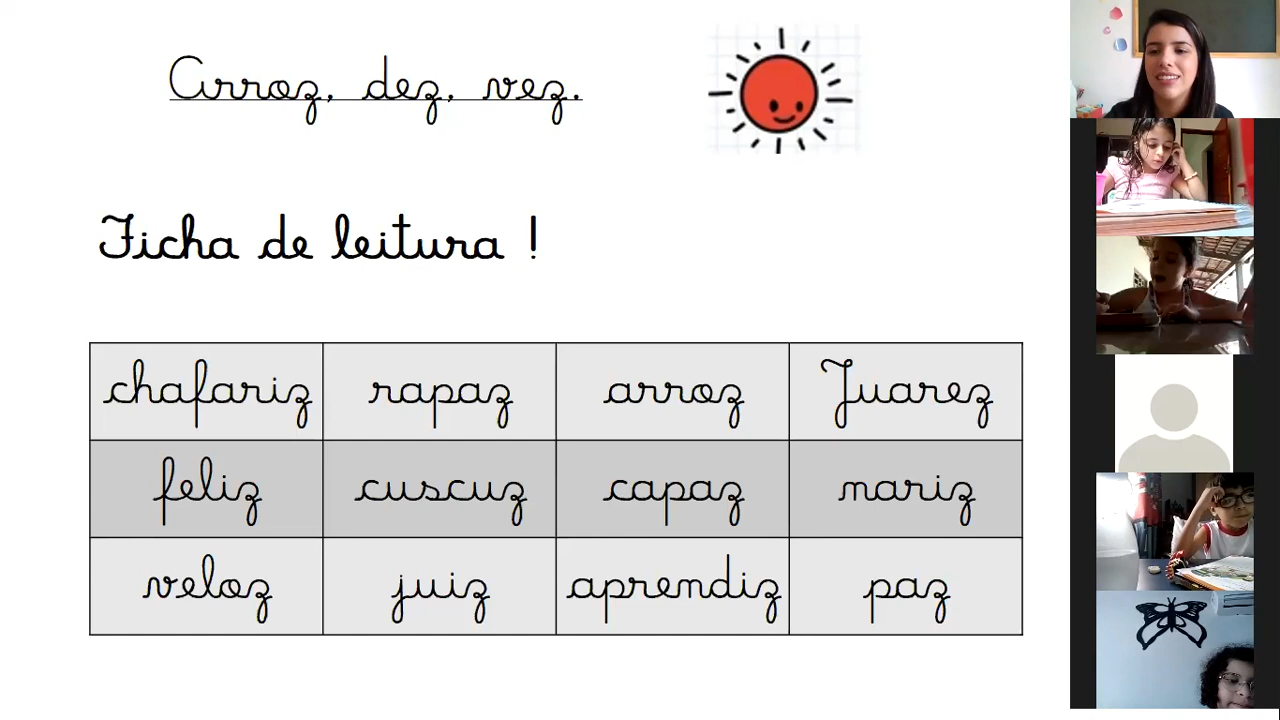 Arroz, dez, vez.
Ficha de leitura !
chafariz rapaz arroz Juarez
feliz cuscuz capaz nariz
veloz juiz aprendiz paz